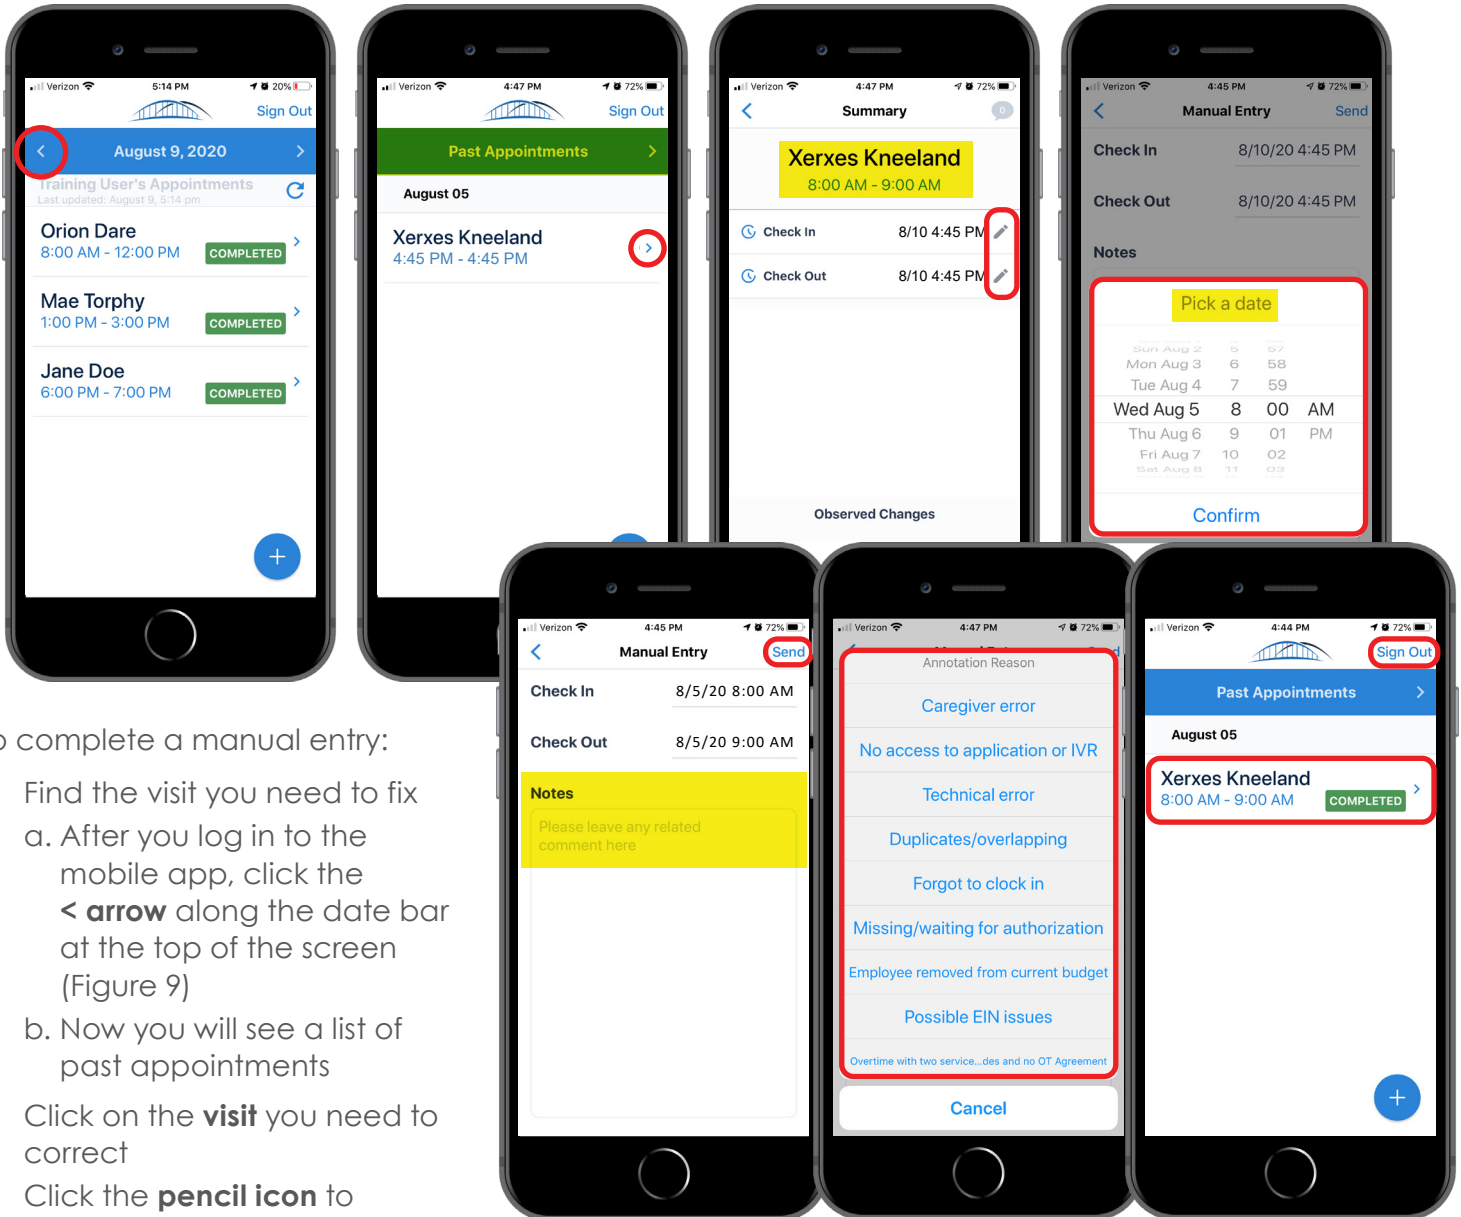 Verizon 5:14 PM 20%
Sign Out
< August 9, 2020 >
Training User's Appointments
Last updated: August 9, 5:14 pm
Orion Dare
8:00 AM - 12:00 PM COMPLETED >
Mae Torphy
1:00 PM - 3:00 PM COMPLETED >
Jane Doe
6:00 PM - 7:00 PM COMPLETED >
+
Verizon 4:47 PM 72%
Sign Out
Past Appointments >
August 05
Xerxes Kneeland
4:45 PM - 4:45 PM >
Verizon 4:47 PM 72%
< Summary 0
Xerxes Kneeland
8:00 AM - 9:00 AM
Check In 8/10 4:45 PM
Check Out 8/10 4:45 PM
Observed Changes
Verizon 4:45 PM 72%
< Manual Entry Send
Check In 8/10/20 4:45 PM
Check Out 8/10/20 4:45 PM
Notes
Pick a date
Sun Aug 2 5 57
Mon Aug 3 6 58
Tue Aug 4 7 59
Wed Aug 5 8 00 AM
Thu Aug 6 9 01 PM
Fri Aug 7 10 02
Sat Aug 8 11 03
Confirm
Verizon 4:45 PM 72%
< Manual Entry Send
Check In 8/5/20 8:00 AM
Check Out 8/5/20 9:00 AM
Notes
Please leave any related
comment here
Verizon 4:47 PM 72%
Annotation Reason
Caregiver error
No access to application or IVR
Technical error
Duplicates/overlapping
Forgot to clock in
Missing/waiting for authorization
Employee removed from current budget
Possible EIN issues
Overtime with two service...des and no OT Agreement
Cancel
Verizon 4:44 PM 72%
Sign Out
Past Appointments >
August 05
Xerxes Kneeland
8:00 AM - 9:00 AM COMPLETED >
+
o complete a manual entry:
Find the visit you need to fix
a. After you log in to the
mobile app, click the
< arrow along the date bar
at the top of the screen
(Figure 9)
b. Now you will see a list of
past appointments
Click on the visit you need to
correct
Click the pencil icon to